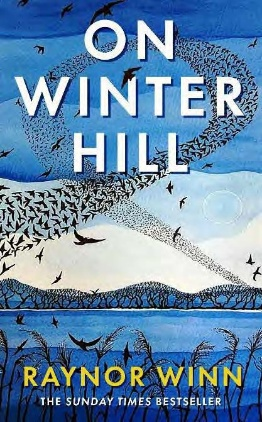 ON
WINTER
HILL
RAYNOR WINN
THE SUNDAY TIMES BESTSELLER